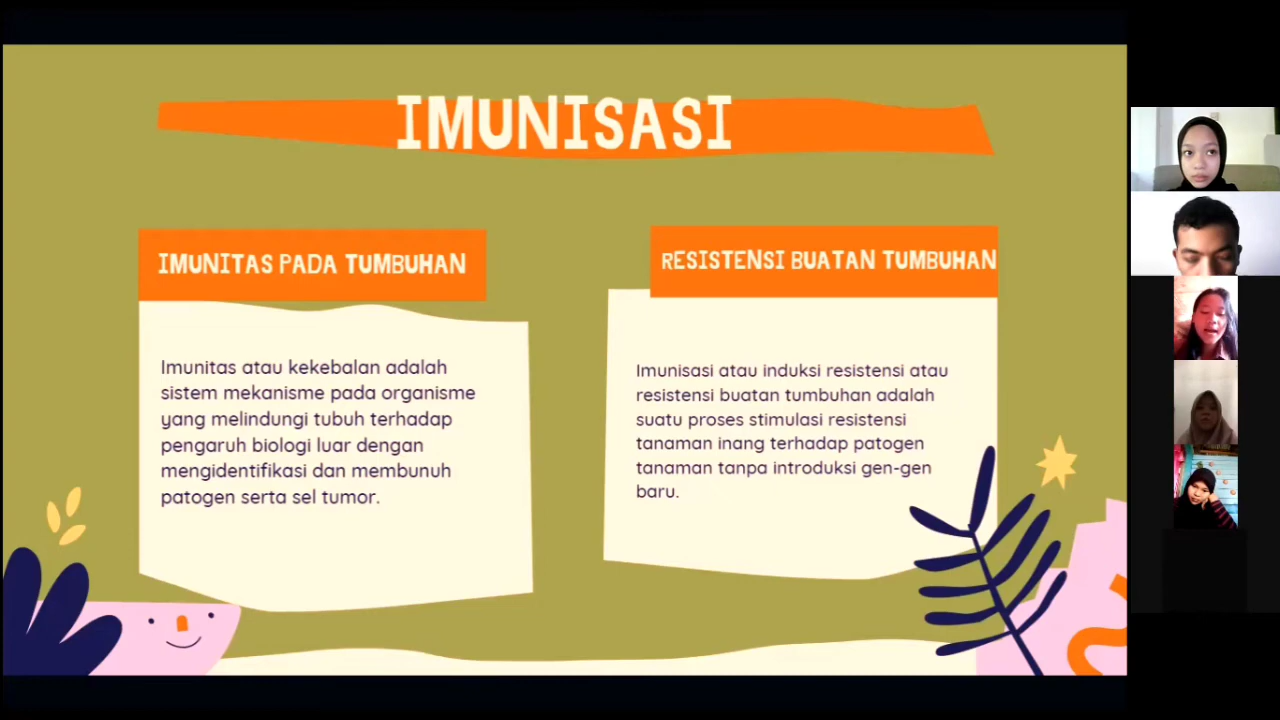 IMUNISASI
IMUNITAS PADA TUMBUHAN
Imunitas atau kekebalan adalah
sistem mekanisme pada organisme
yang melindungi tubuh terhadap
pengaruh biologi luar dengan
mengidentifikasi dan membunuh
patogen serta sel tumor.
RESISTENSI BUATAN TUMBUHAN
Imunisasi atau induksi resistensi atau
resistensi buatan tumbuhan adalah
suatu proses stimulasi resistensi
tanaman inang terhadap patogen
tanaman tanpa introduksi gen-gen
baru.